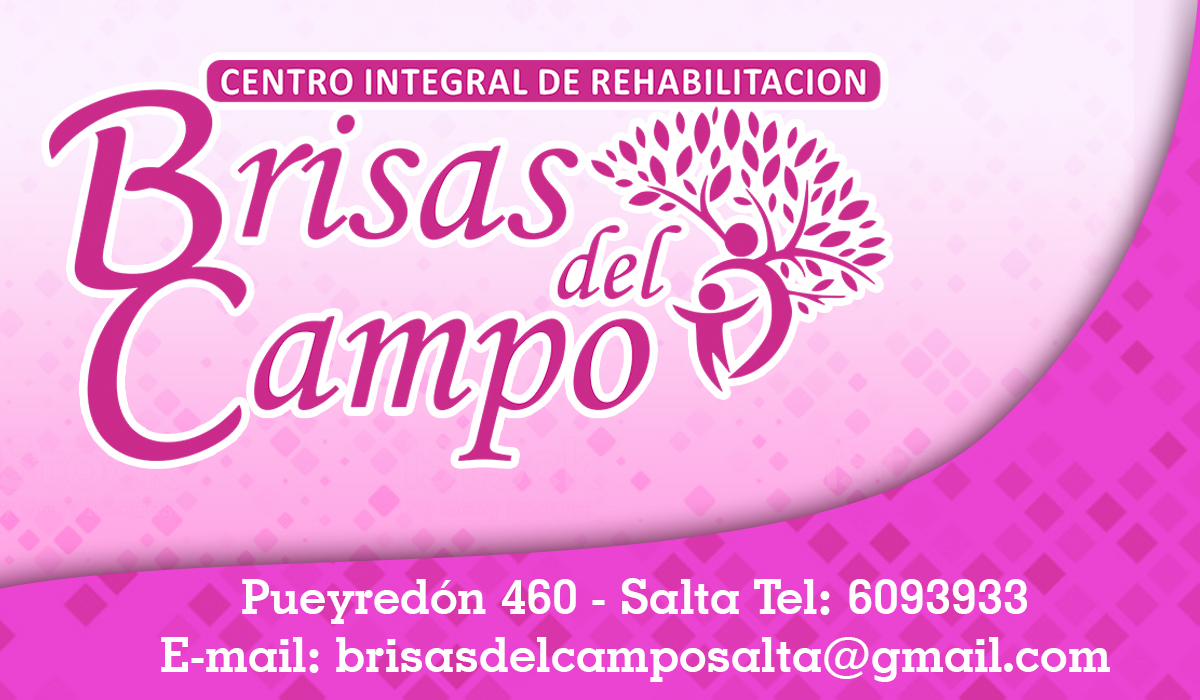 CENTRO INTEGRAL DE REHABILITACION
Brisas
del
Campo
Pueyredón 460 - Salta Tel: 6093933
E-mail: brisasdelcamposalta@gmail.com